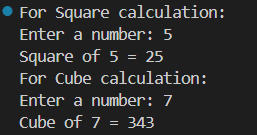 For Square calculation:
Enter a number: 5
Square of 5 = 25
For Cube calculation:
Enter a number: 7
Cube of 7 = 343